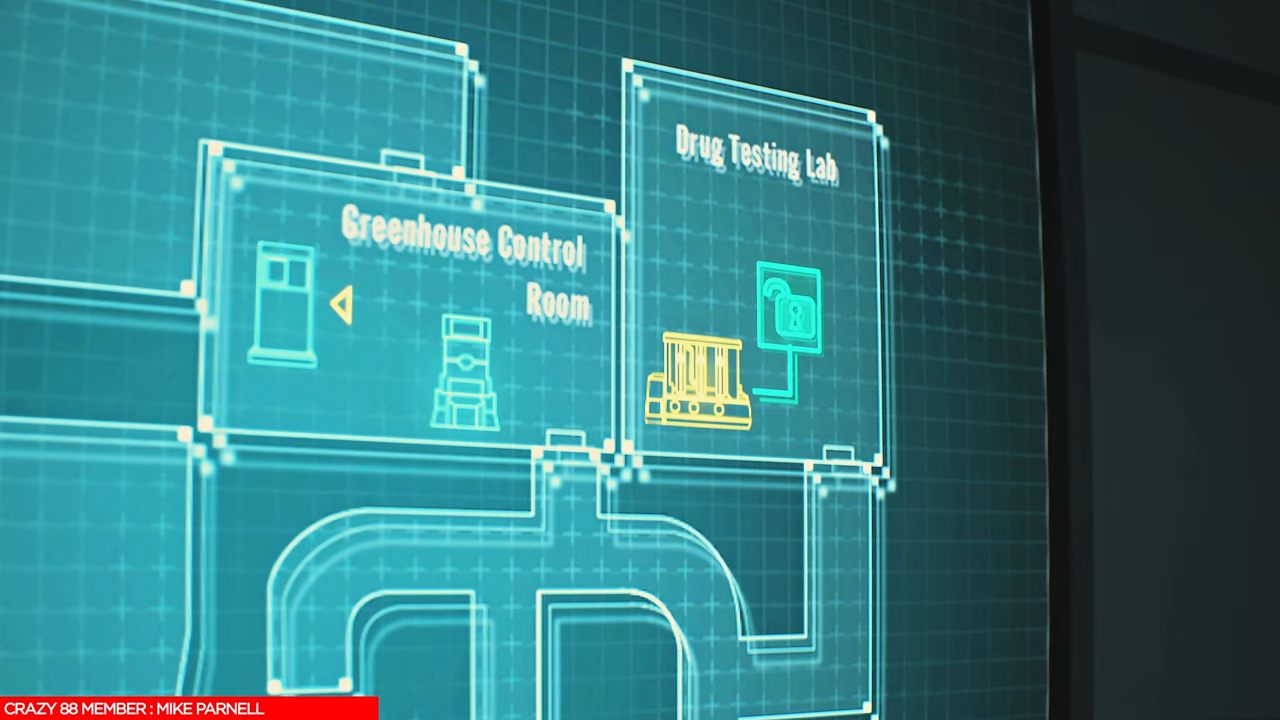 Drug Testing Lab
Greenhouse Control
Room
CRAZY 88 MEMBER : MIKE PARNELL